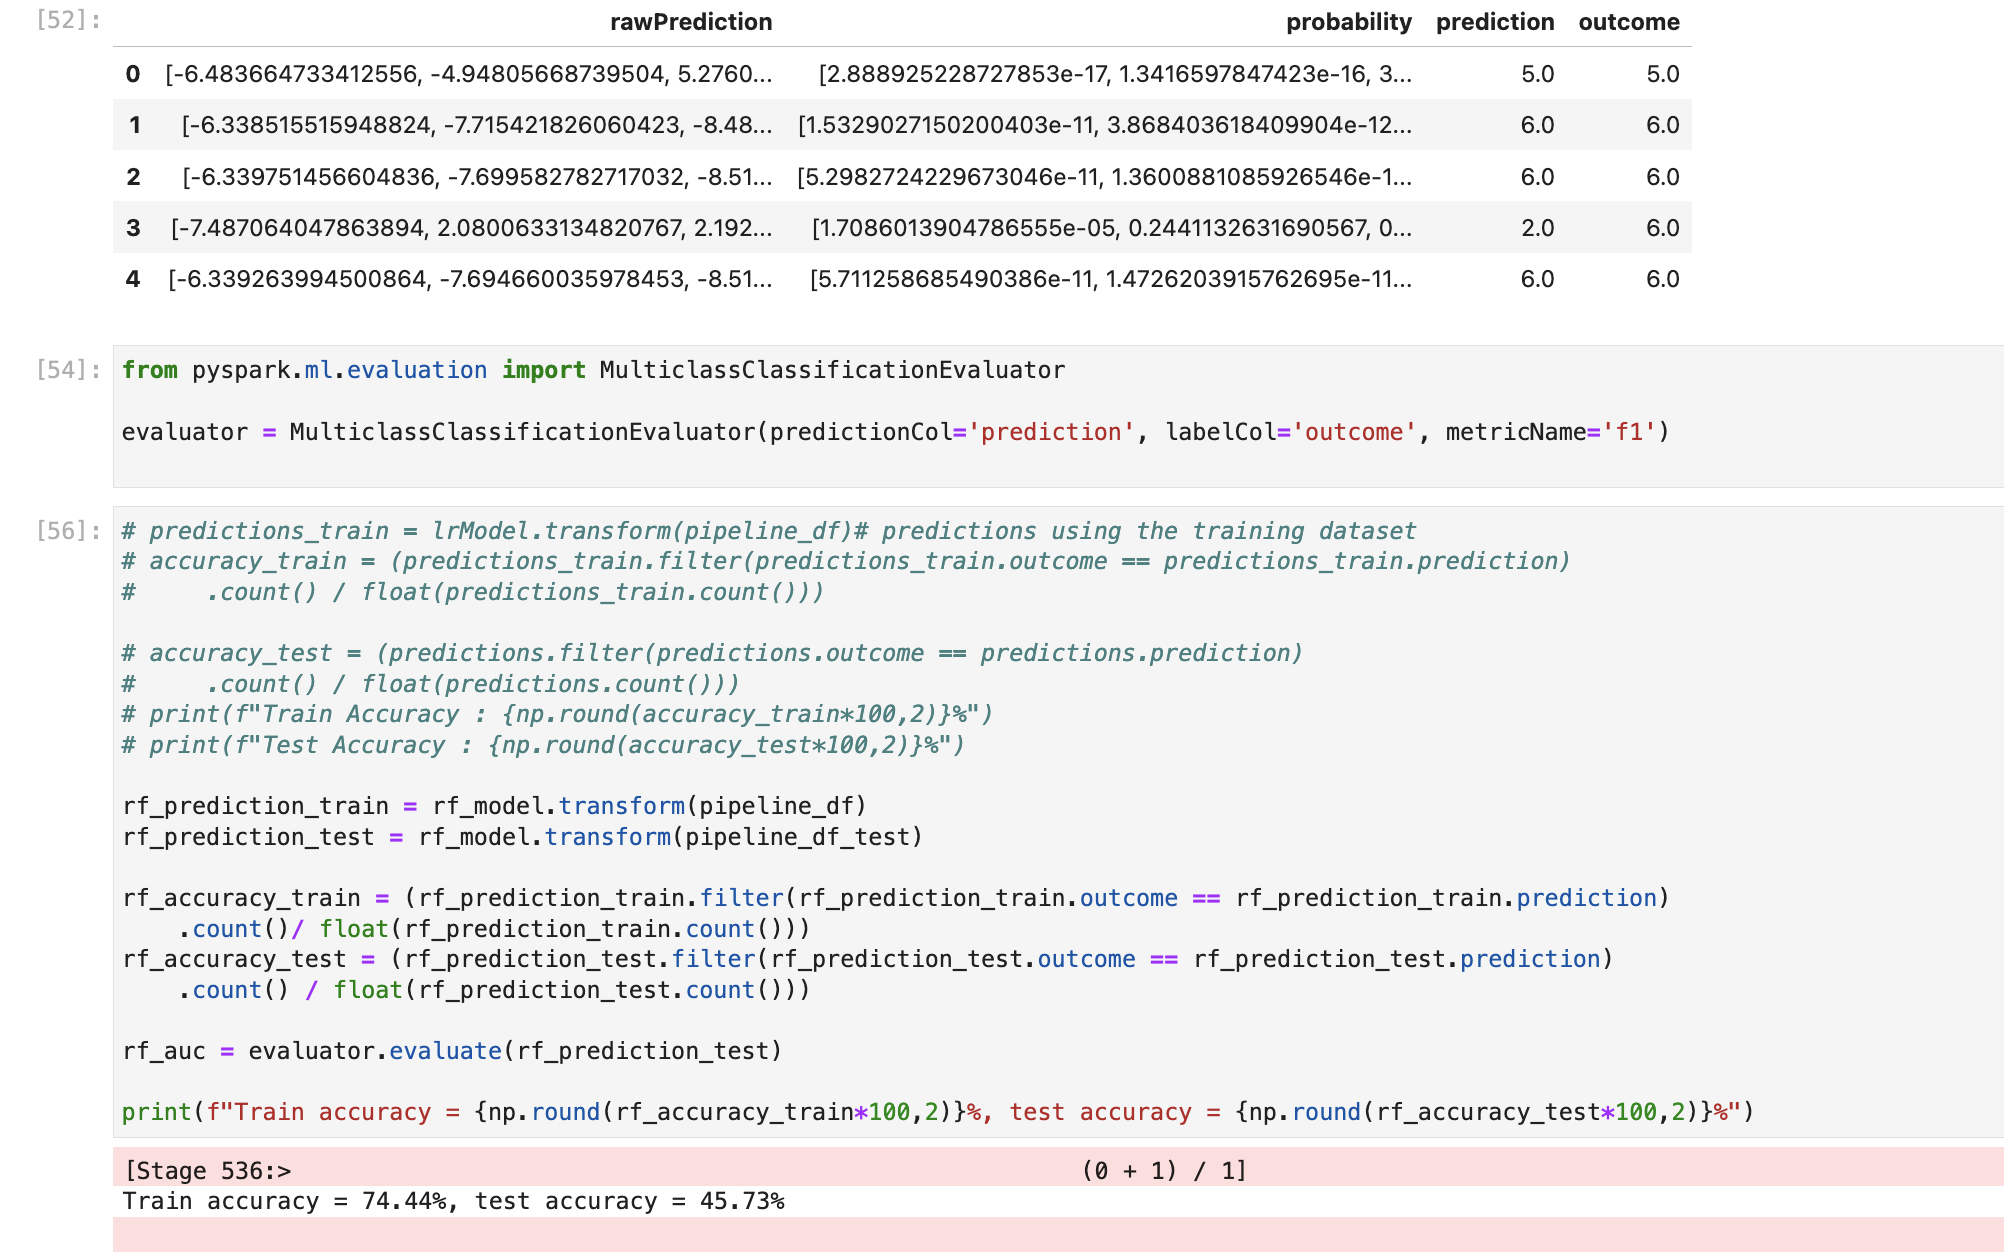 [52]:
rawPrediction probability prediction outcome
0 [-6.483664733412556, -4.94805668739504, 5.2760... [2.888925228727853e-17, 1.3416597847423e-16, 3... 5.0 5.0
1 [-6.338515515948824, -7.715421826060423, -8.48... [1.5329027150200403e-11, 3.868403618409904e-12... 6.0 6.0
2 [-6.339751456604836, -7.699582782717032, -8.51... [5.2982724229673046e-11, 1.3600881085926546e-1... 6.0 6.0
3 [-7.487064047863894, 2.0800633134820767, 2.192... [1.7086013904786555e-05, 0.2441132631690567, 0... 2.0 6.0
4 [-6.339263994500864, -7.694660035978453, -8.51... [5.711258685490386e-11, 1.4726203915762695e-11... 6.0 6.0
[54]:
from pyspark.ml.evaluation import MulticlassClassificationEvaluator
evaluator = MulticlassClassificationEvaluator(predictionCol='prediction', labelCol='outcome', metricName='f1')
[56]:
# predictions_train = lrModel.transform(pipeline_df)# predictions using the training dataset
# accuracy_train = (predictions_train.filter(predictions_train.outcome == predictions_train.prediction)
#     .count() / float(predictions_train.count()))
# accuracy_test = (predictions.filter(predictions.outcome == predictions.prediction)
#     .count() / float(predictions.count()))
# print(f"Train Accuracy : {np.round(accuracy_train*100,2)}%")
# print(f"Test Accuracy : {np.round(accuracy_test*100,2)}%")
rf_prediction_train = rf_model.transform(pipeline_df)
rf_prediction_test = rf_model.transform(pipeline_df_test)
rf_accuracy_train = (rf_prediction_train.filter(rf_prediction_train.outcome == rf_prediction_train.prediction)
    .count()/ float(rf_prediction_train.count()))
rf_accuracy_test = (rf_prediction_test.filter(rf_prediction_test.outcome == rf_prediction_test.prediction)
    .count() / float(rf_prediction_test.count()))
rf_auc = evaluator.evaluate(rf_prediction_test)
print(f"Train accuracy = {np.round(rf_accuracy_train*100,2)}%, test accuracy = {np.round(rf_accuracy_test*100,2)}%")
[Stage 536:> (0 + 1) / 1]
Train accuracy = 74.44%, test accuracy = 45.73%